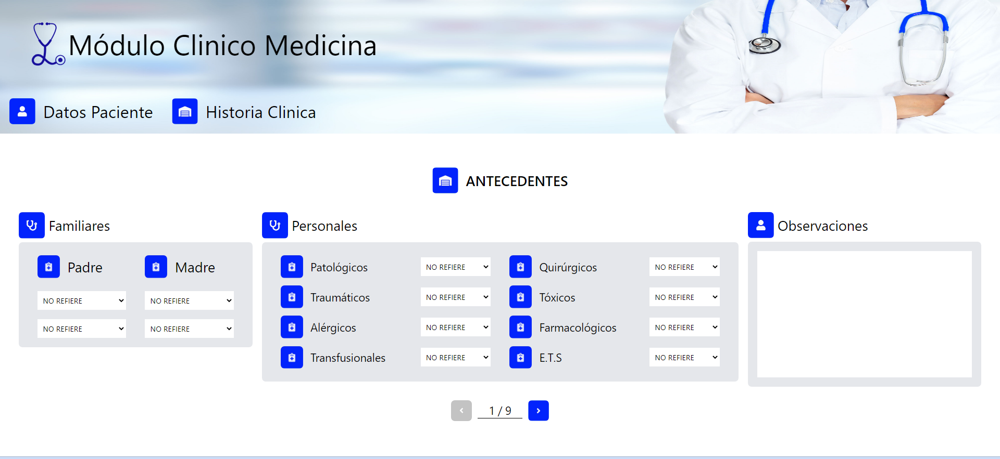 Módulo Clinico Medicina
Datos Paciente
Historia Clinica
ANTECEDENTES
Familiares
Padre
Madre
NO REFIERE
NO REFIERE
NO REFIERE
NO REFIERE
Personales
Patológicos
NO REFIERE
Quirúrgicos
NO REFIERE
Traumáticos
NO REFIERE
Tóxicos
NO REFIERE
Alérgicos
NO REFIERE
Farmacológicos
NO REFIERE
Transfusionales
NO REFIERE
E.T.S
NO REFIERE
Observaciones
1 / 9